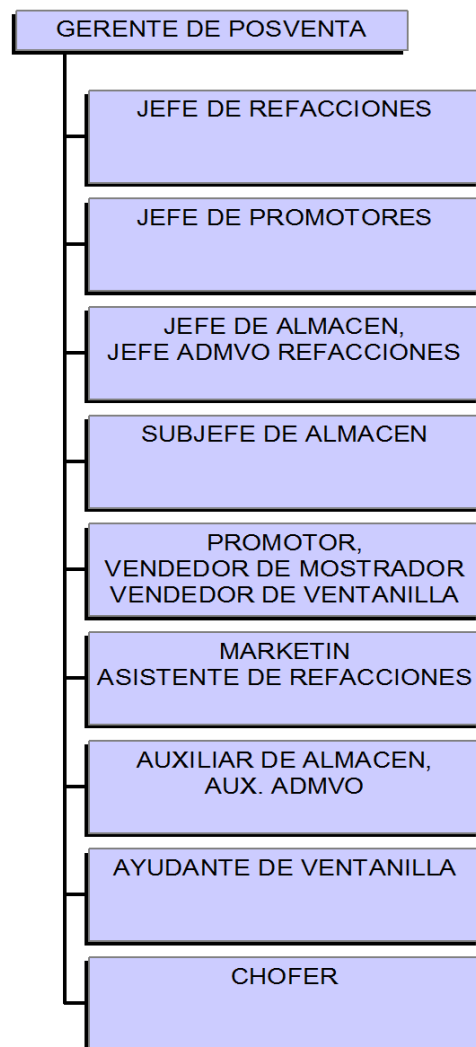 GERENTE DE POSVENTA
JEFE DE REFACCIONES
JEFE DE PROMOTORES
JEFE DE ALMACEN,
JEFE ADMVO REFACCIONES
SUBJEFE DE ALMACEN
PROMOTOR,
VENDEDOR DE MOSTRADOR
VENDEDOR DE VENTANILLA
MARKETIN
ASISTENTE DE REFACCIONES
AUXILIAR DE ALMACEN,
AUX. ADMVO
AYUDANTE DE VENTANILLA
CHOFER